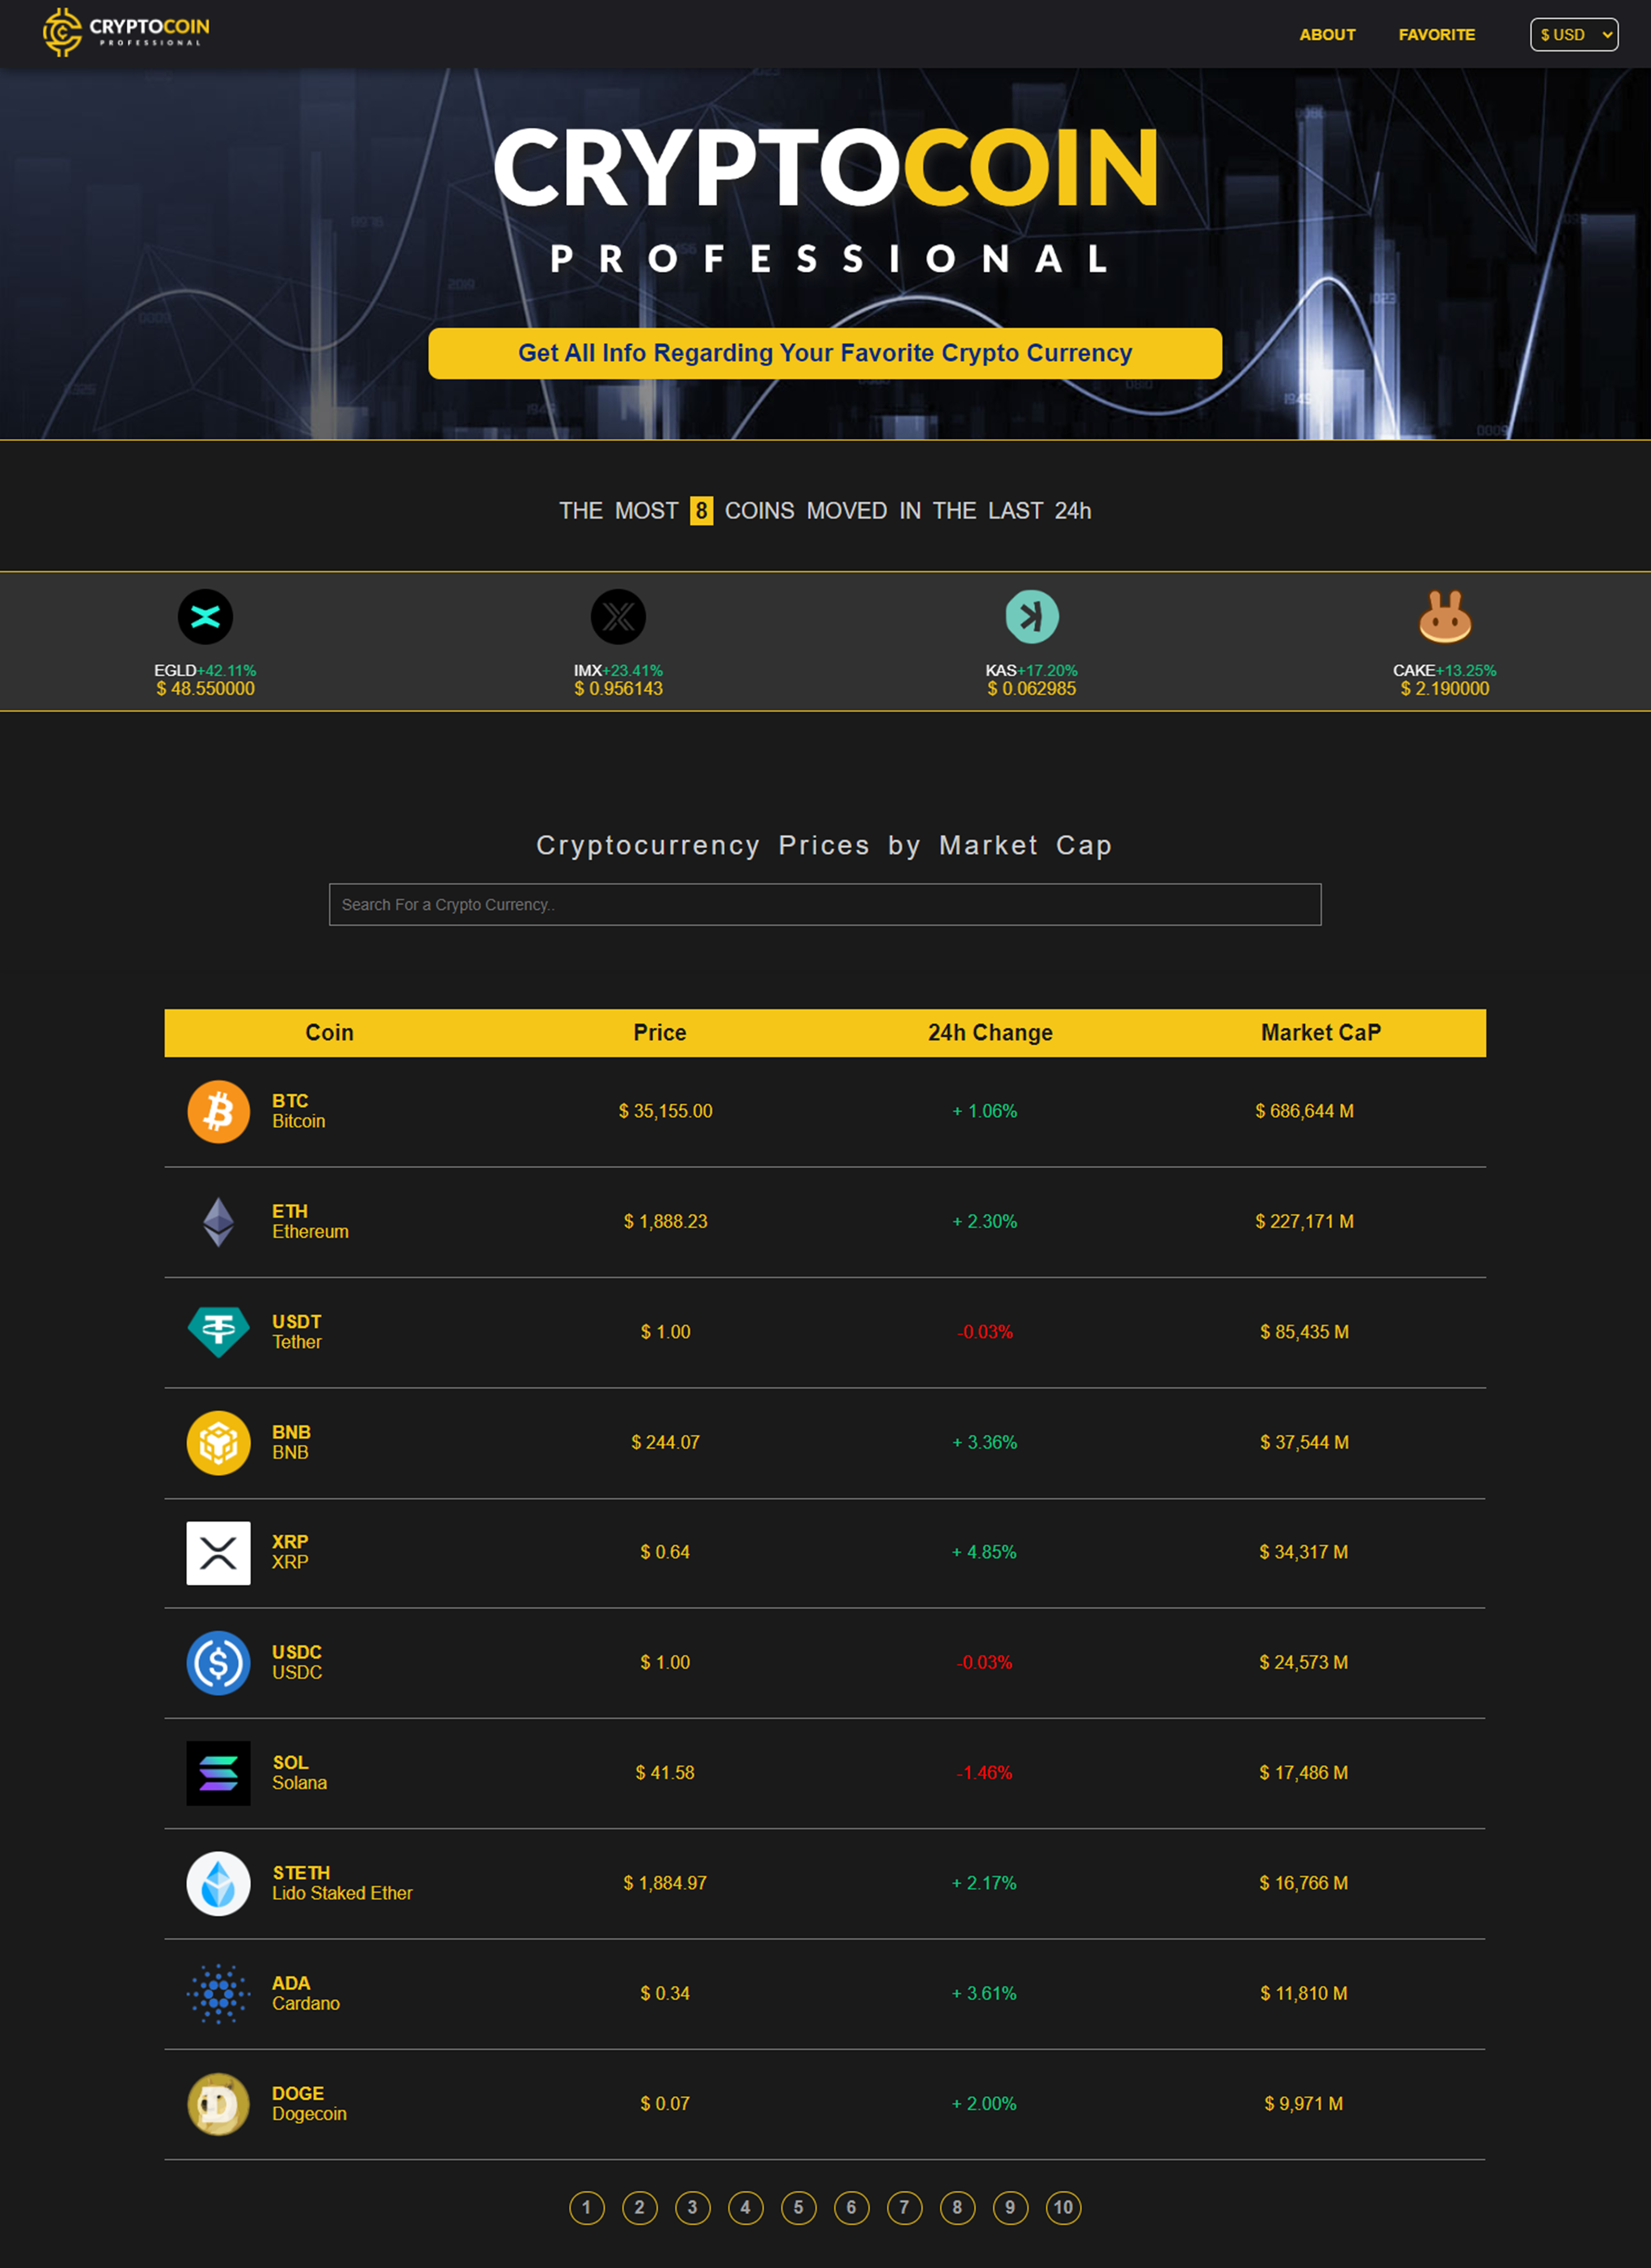 CRYPTOCOIN
PROFESSIONAL
ABOUT
FAVORITE
$ USD
CRYPTOCOIN
PROFESSIONAL
Get All Info Regarding Your Favorite Crypto Currency
THE MOST 8 COINS MOVED IN THE LAST 24h
EGLD+42.11%
$ 48.550000
IMX+23.41%
$ 0.956143
KAS+17.20%
$ 0.062985
CAKE+13.25%
$ 2.190000
Cryptocurrency Prices by Market Cap
Search For a Crypto Currency..
Coin Price 24h Change Market CaP
BTC
Bitcoin
$ 35,155.00
+ 1.06%
$ 686,644 M
ETH
Ethereum
$ 1,888.23
+ 2.30%
$ 227,171 M
USDT
Tether
$ 1.00
-0.03%
$ 85,435 M
BNB
BNB
$ 244.07
+ 3.36%
$ 37,544 M
XRP
XRP
$ 0.64
+ 4.85%
$ 34,317 M
USDC
USDC
$ 1.00
-0.03%
$ 24,573 M
SOL
Solana
$ 41.58
-1.46%
$ 17,486 M
STETH
Lido Staked Ether
$ 1,884.97
+ 2.17%
$ 16,766 M
ADA
Cardano
$ 0.34
+ 3.61%
$ 11,810 M
DOGE
Dogecoin
$ 0.07
+ 2.00%
$ 9,971 M
1 2 3 4 5 6 7 8 9 10